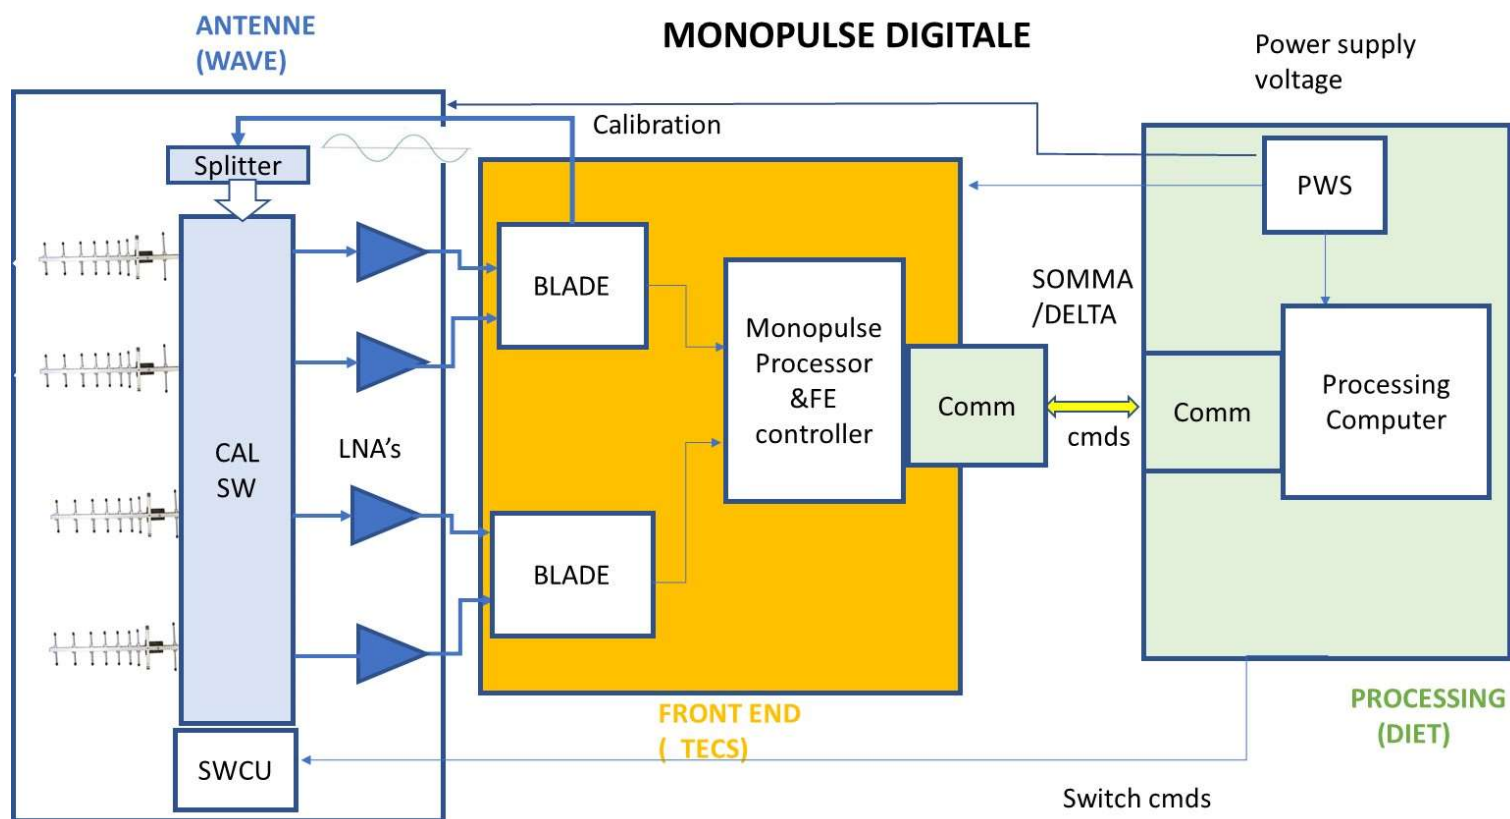 ANTENNE
(WAVE)
MONOPULSE DIGITALE
Power supply
voltage
Calibration
Splitter
PWS
BLADE
SOMMA
/DELTA
Monopulse
Processor
&FE
controller
Comm
cmds
Comm
Processing
Computer
CAL
SW
LNA's
BLADE
FRONT END
( TECS)
PROCESSING
(DIET)
SWCU
Switch cmds